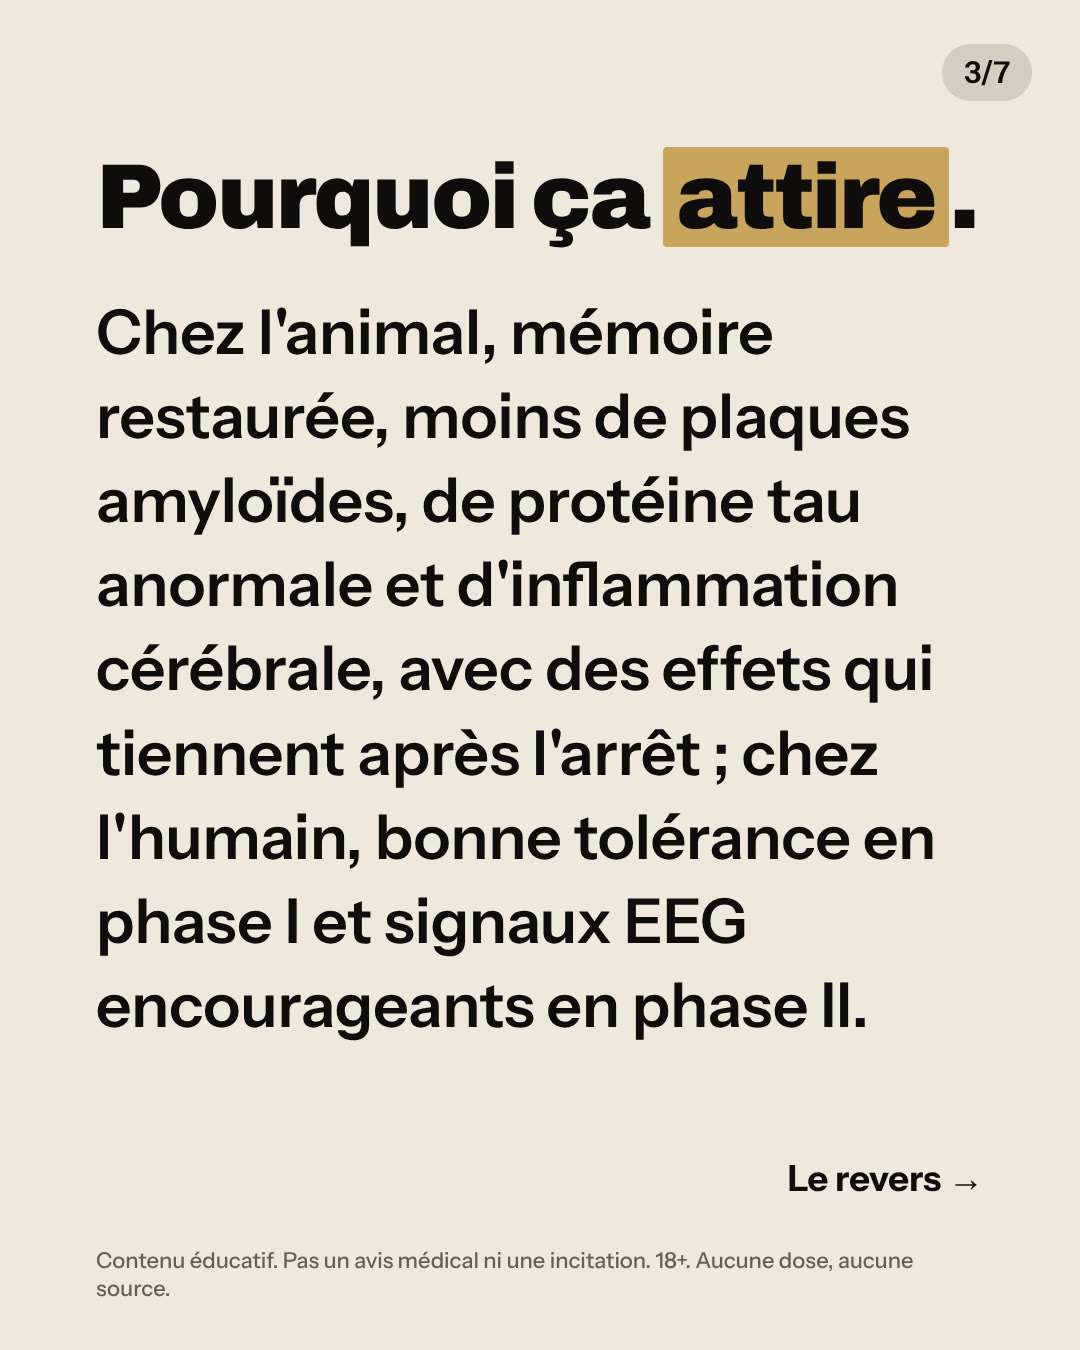 3/7
Pourquoi ça attire.
Chez l'animal, mémoire
restaurée, moins de plaques
amyloïdes, de protéine tau
anormale et d'inflammation
cérébrale, avec des effets qui
tiennent après l'arrêt ; chez
l'humain, bonne tolérance en
phase I et signaux EEG
encourageants en phase II.
Le revers →
Contenu éducatif. Pas un avis médical ni une incitation. 18+. Aucune dose, aucune
source.